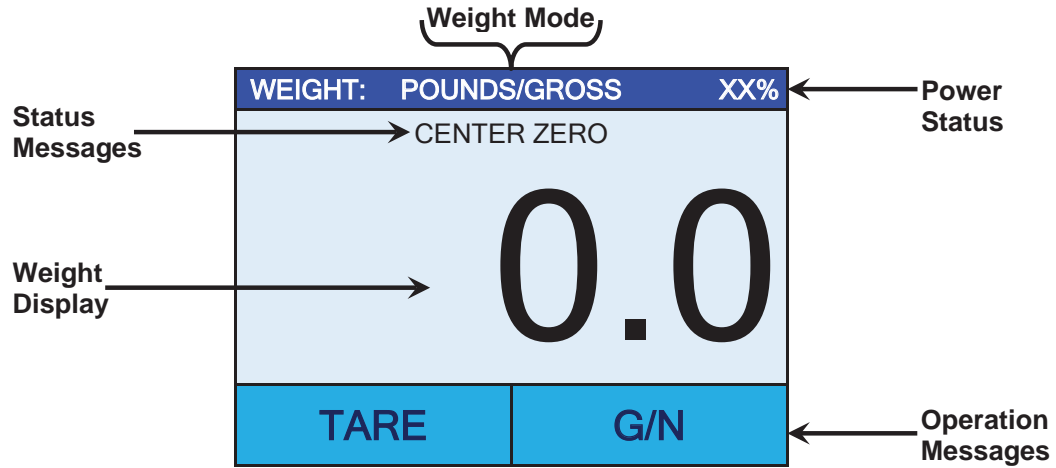 Weight Mode
WEIGHT: POUNDS/GROSS XX%
Power
Status
Status
Messages
CENTER ZERO
0.0
Weight
Display
TARE G/N
Operation
Messages